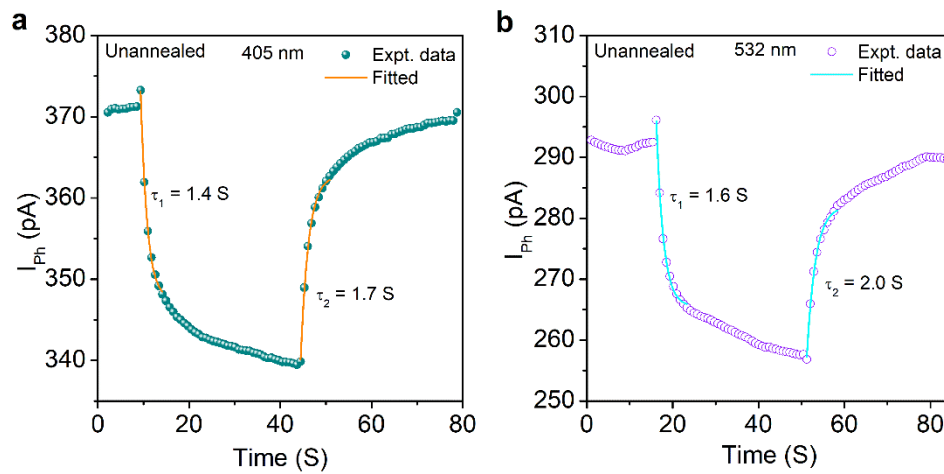 a
Unannealed 405 nm
Expt. data
Fitted
τ1 = 1.4 S
τ2 = 1.7 S
380
370
360
350
340
0 20 40 60 80
Time (S)
IPh (pA)
b
Unannealed 532 nm
Expt. data
Fitted
τ1 = 1.6 S
τ2 = 2.0 S
310
300
290
280
270
260
250
0 20 40 60 80
Time (S)
IPh (pA)